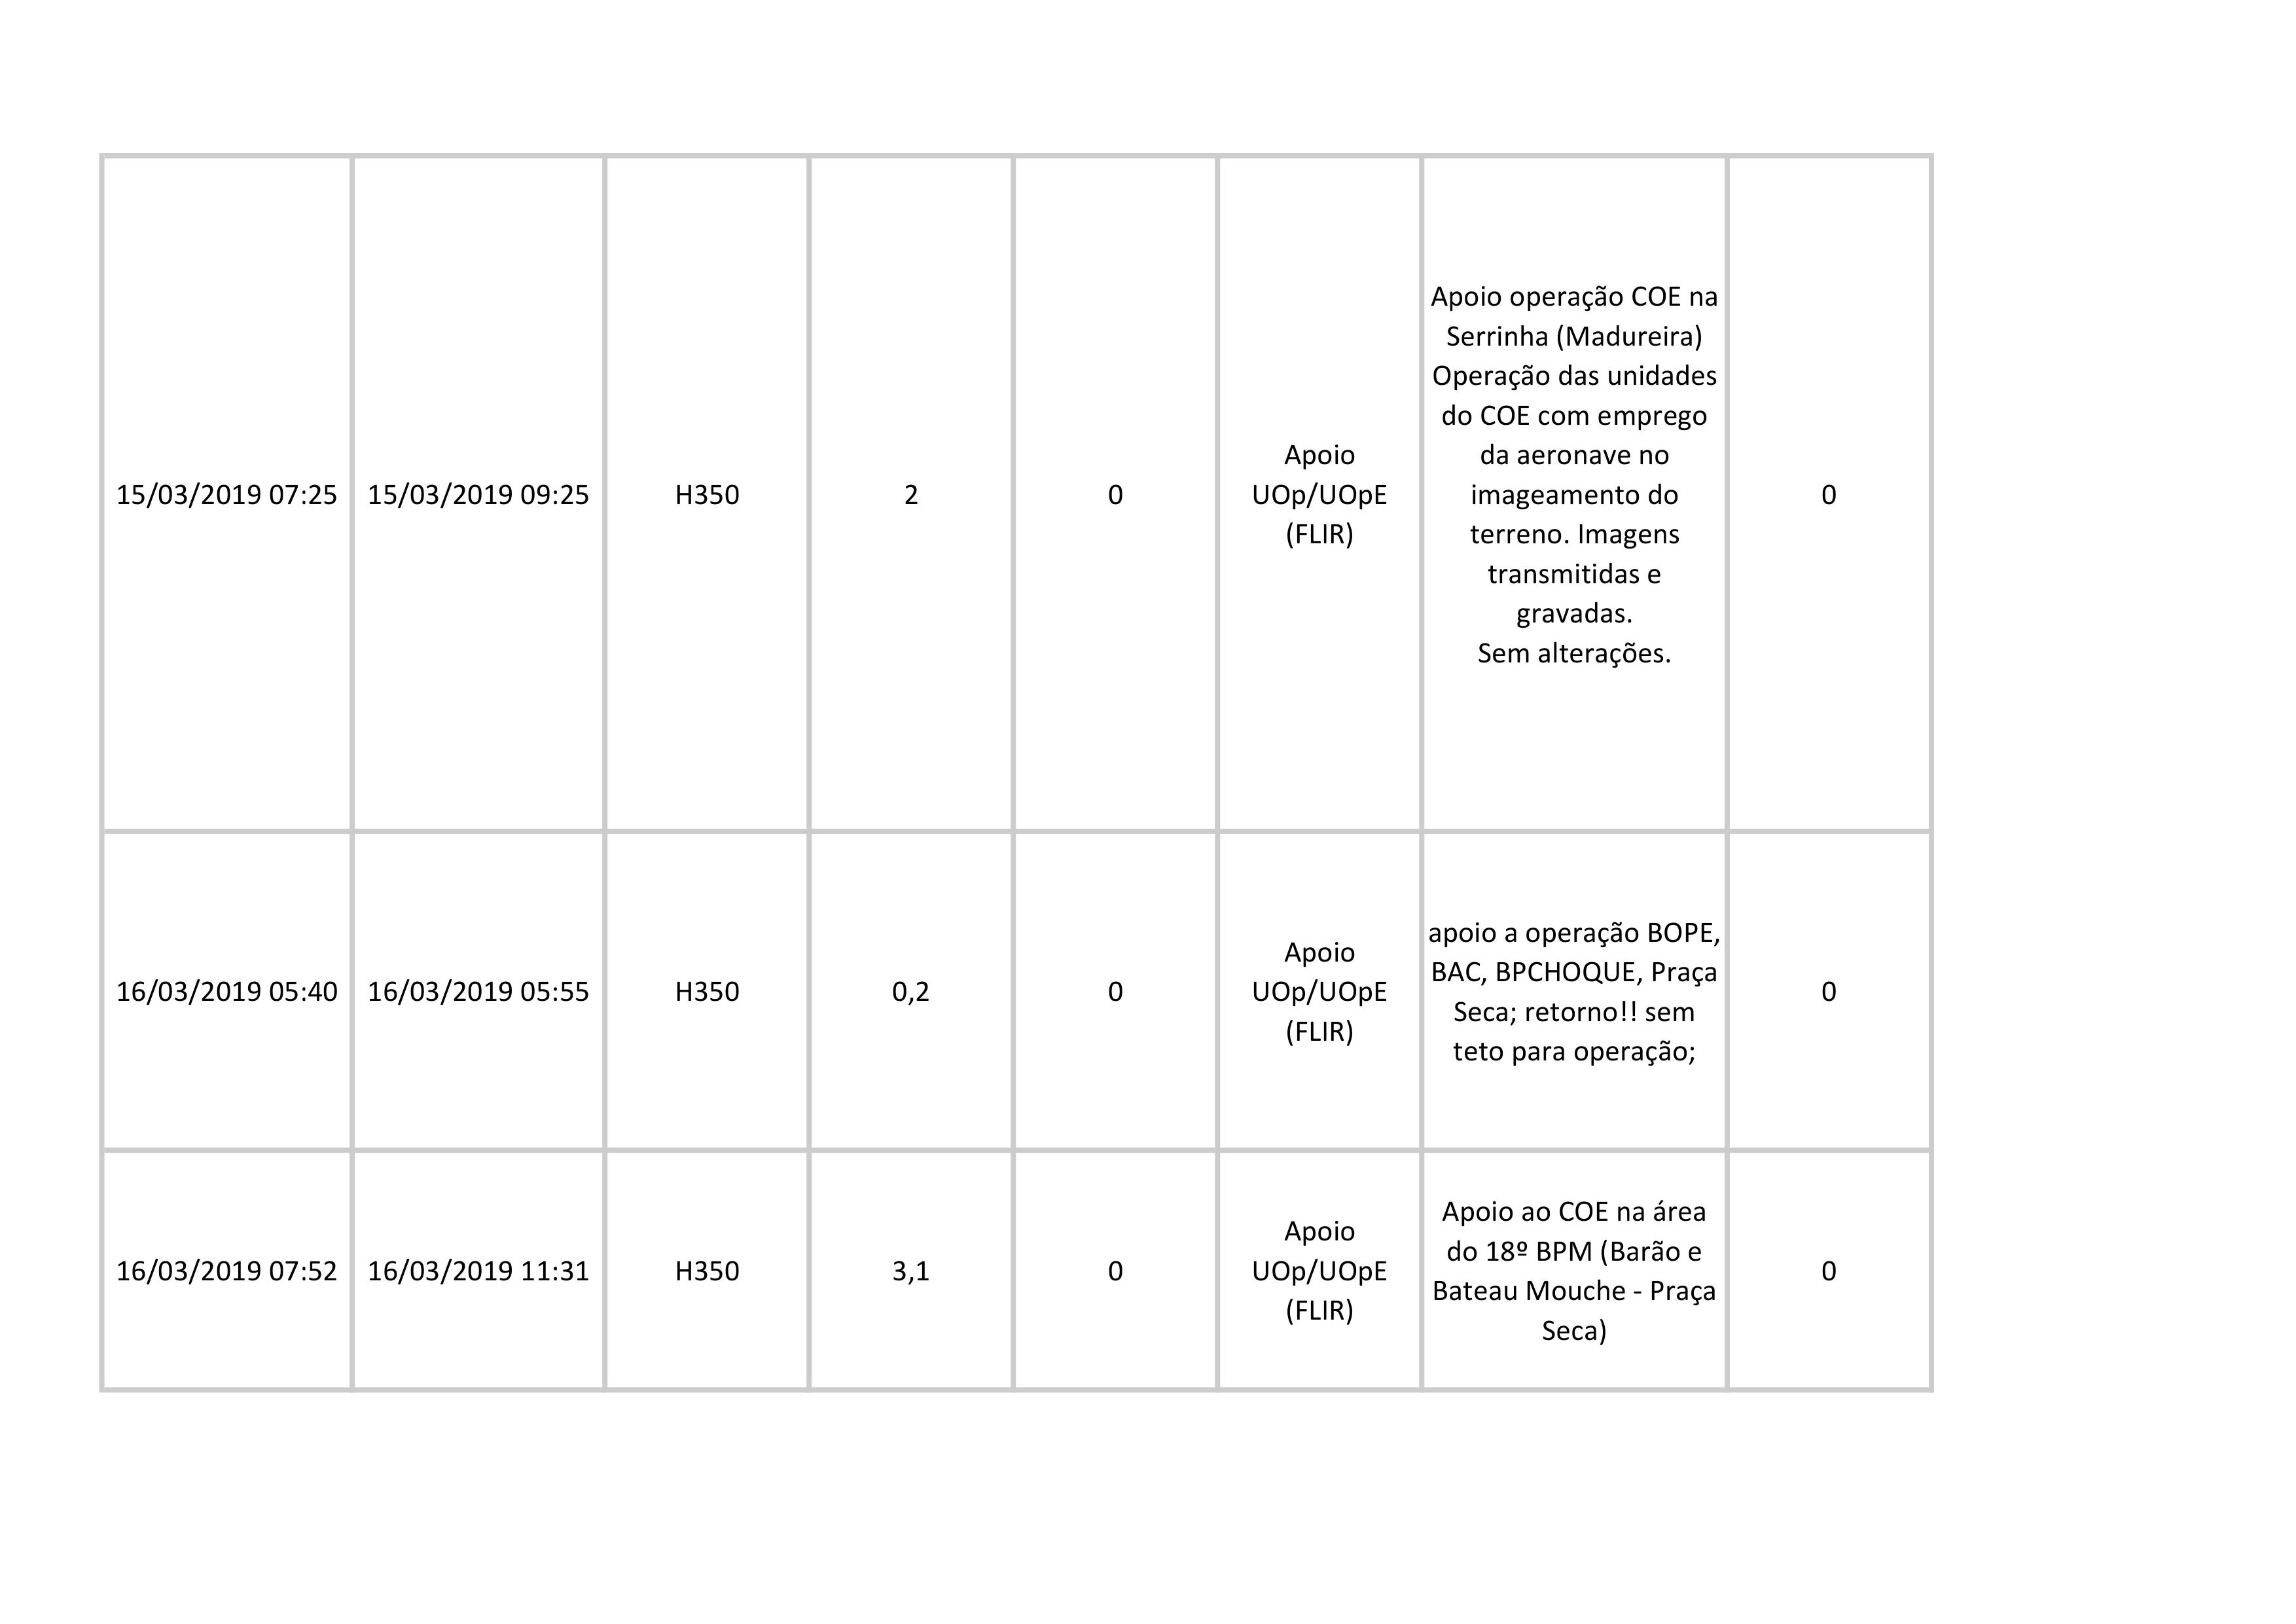 15/03/2019 07:25
15/03/2019 09:25
H350
2
0
Apoio
UOp/UOpE
(FLIR)
Apoio operação COE na
Serrinha (Madureira)
Operação das unidades
do COE com emprego
da aeronave no
imageamento do
terreno. Imagens
transmitidas e
gravadas.
Sem alterações.
0
16/03/2019 05:40
16/03/2019 05:55
H350
0,2
0
Apoio
UOp/UOpE
(FLIR)
apoio a operação BOPE,
BAC, BPCHOQUE, Praça
Seca; retorno!! sem
teto para operação;
0
16/03/2019 07:52
16/03/2019 11:31
H350
3,1
0
Apoio
UOp/UOpE
(FLIR)
Apoio ao COE na área
do 18º BPM (Barão e
Bateau Mouche - Praça
Seca)
0